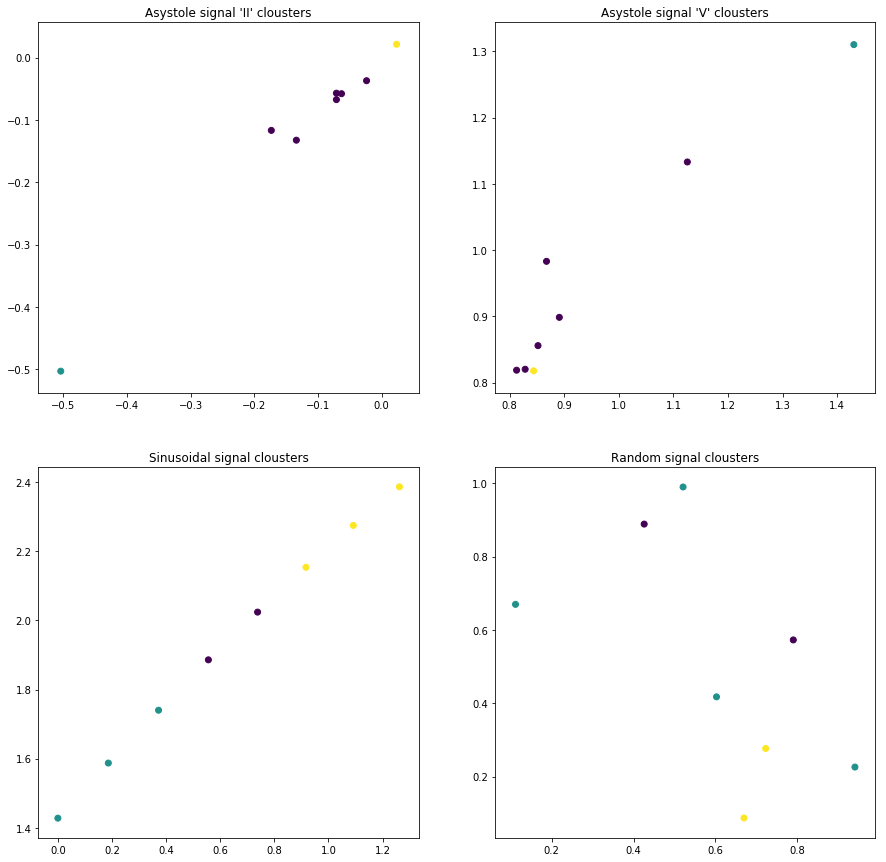 Asystole signal 'II' clousters
0.0
−0.1
−0.2
−0.3
−0.4
−0.5
−0.5 −0.4 −0.3 −0.2 −0.1 0.0
Asystole signal 'V' clousters
1.3
1.2
1.1
1.0
0.9
0.8
0.8 0.9 1.0 1.1 1.2 1.3 1.4
Sinusoidal signal clousters
2.4
2.2
2.0
1.8
1.6
1.4
0.0 0.2 0.4 0.6 0.8 1.0 1.2
Random signal clousters
1.0
0.8
0.6
0.4
0.2
0.2 0.4 0.6 0.8